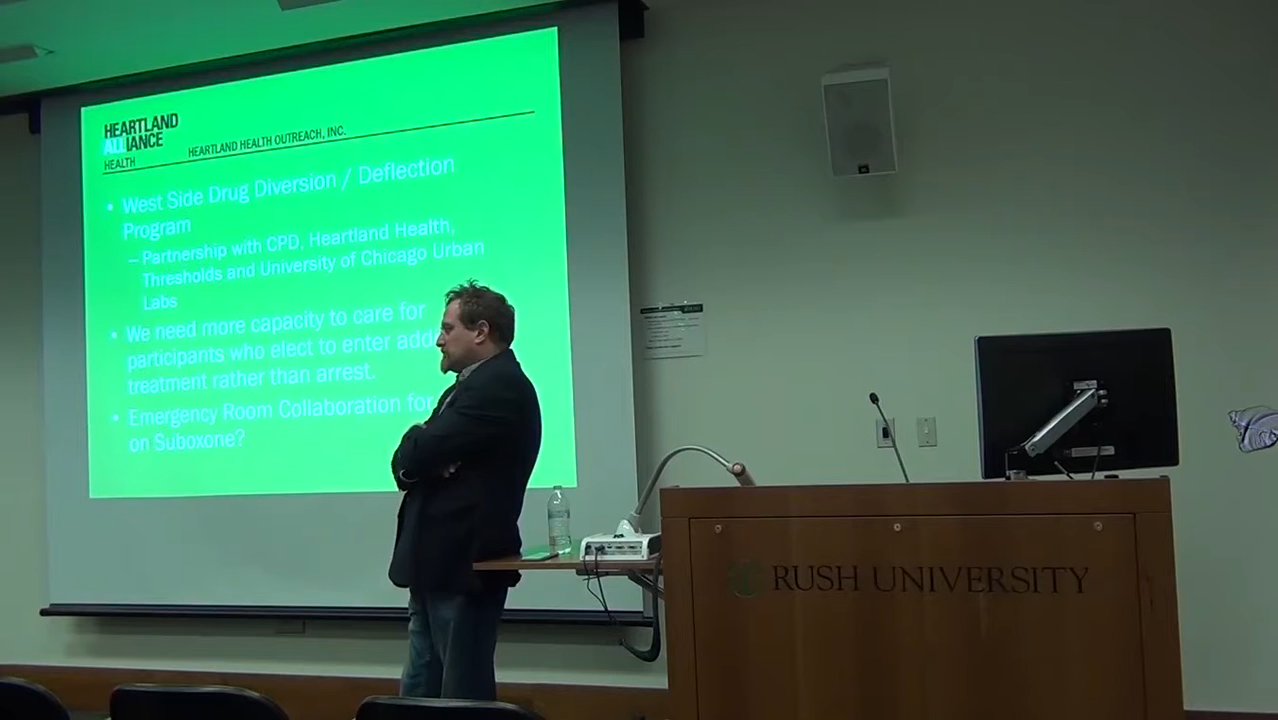 HEARTLAND
ALLIANCE
HEALTH
HEARTLAND HEALTH OUTREACH, INC.
• West Side Drug Diversion / Deflection
Program
– Partnership with CPD, Heartland Health,
Thresholds and University of Chicago Urban
Labs
• We need more capacity to care for
participants who elect to enter add
treatment rather than arrest.
• Emergency Room Collaboration for
on Suboxone?
RUSH UNIVERSITY